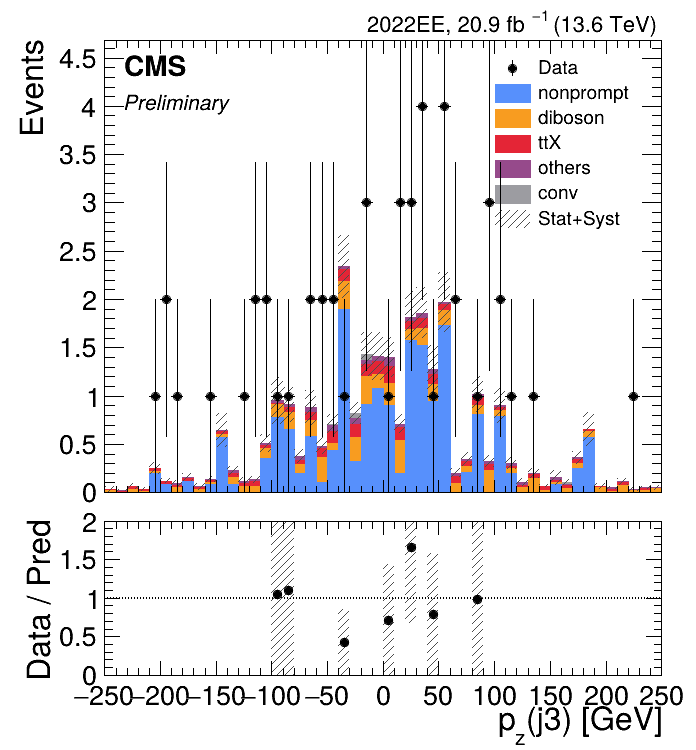 2022EE, 20.9 fb⁻¹ (13.6 TeV)
CMS
Preliminary
Events
Data
nonprompt
diboson
ttX
others
conv
Stat+Syst
4.5
4
3.5
3
2.5
2
1.5
1
0.5
0
Data / Pred
2
1.5
1
0.5
0
−250 −200 −150 −100 −50 0 50 100 150 200 250
p_z(j3) [GeV]